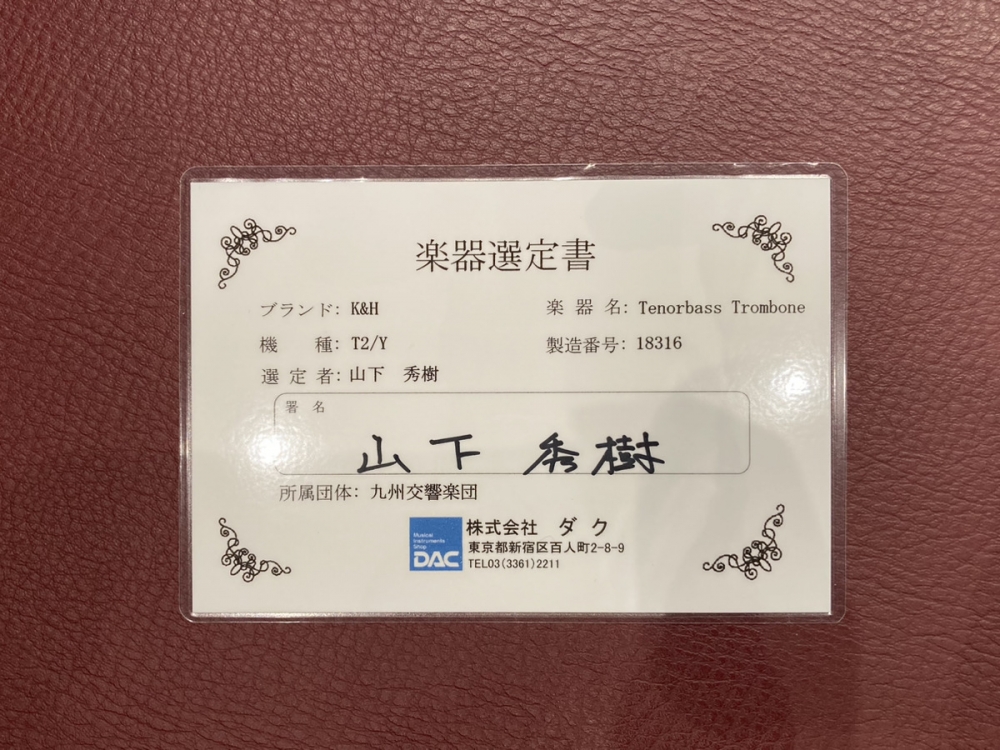 楽器選定書
ブランド: K&H
楽 器 名: Tenorbass Trombone
機　　種: T2/Y
製造番号: 18316
選 定 者: 山下　秀樹
署 名
山下 秀樹
所属団体: 九州交響楽団
Musical
Instruments
Shop
DAC
株式会社　ダ ク
東京都新宿区百人町2-8-9
TEL03(3361)2211